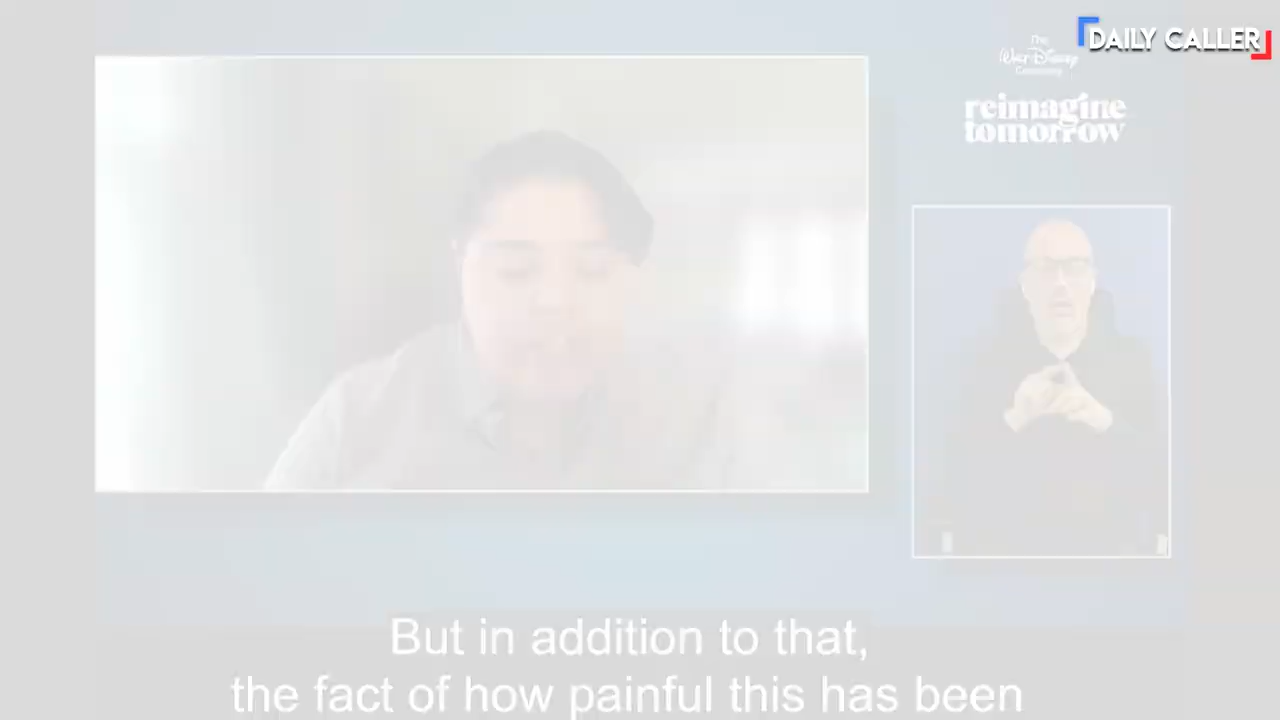 DAILY CALLER
The
WALT DISNEY
Company
reimagine
tomorrow
But in addition to that,
the fact of how painful this has been